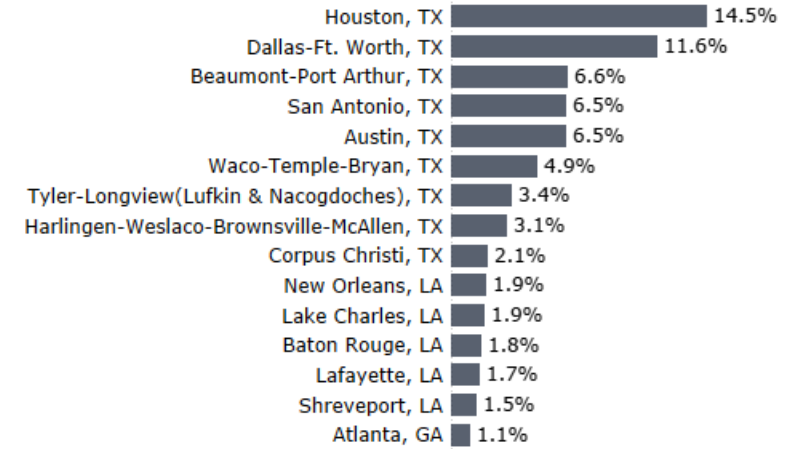 Houston, TX 14.5%
Dallas-Ft. Worth, TX 11.6%
Beaumont-Port Arthur, TX 6.6%
San Antonio, TX 6.5%
Austin, TX 6.5%
Waco-Temple-Bryan, TX 4.9%
Tyler-Longview(Lufkin & Nacogdoches), TX 3.4%
Harlingen-Weslaco-Brownsville-McAllen, TX 3.1%
Corpus Christi, TX 2.1%
New Orleans, LA 1.9%
Lake Charles, LA 1.9%
Baton Rouge, LA 1.8%
Lafayette, LA 1.7%
Shreveport, LA 1.5%
Atlanta, GA 1.1%